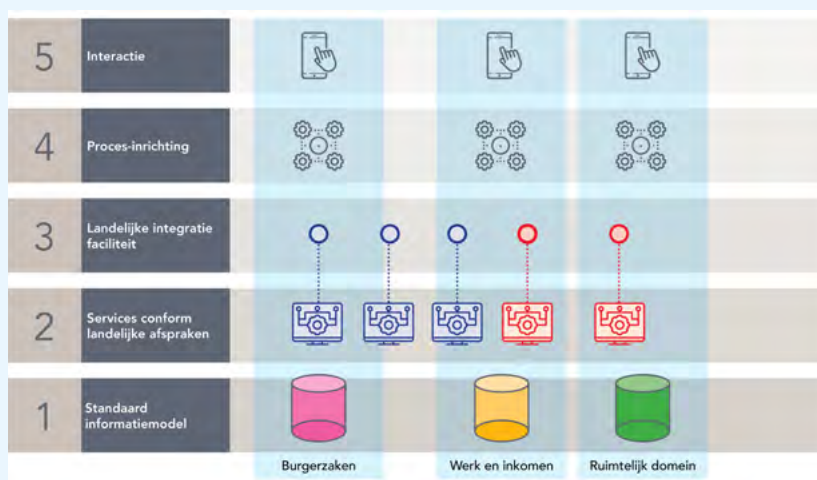 5
Interactie
4
Proces-inrichting
3
Landelijke integratie
faciliteit
2
Services conform
landelijke afspraken
1
Standaard
informatiemodel
Burgerzaken
Werk en inkomen
Ruimtelijk domein